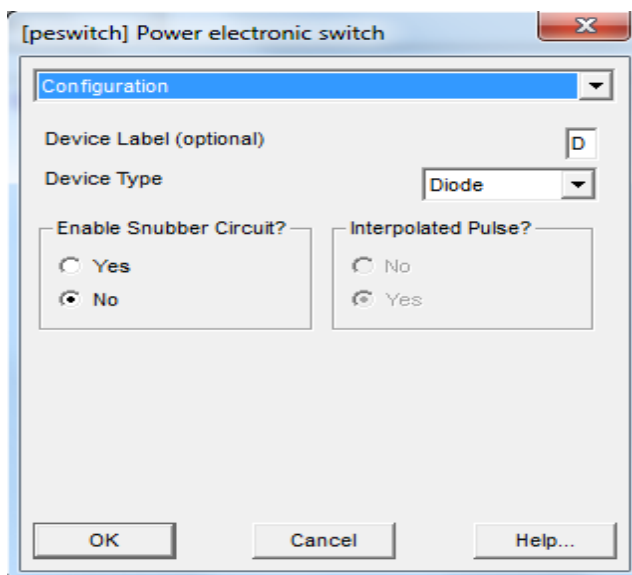 [peswitch] Power electronic switch
Configuration
Device Label (optional) D
Device Type Diode
Enable Snubber Circuit? Interpolated Pulse?
Yes No
No Yes
OK Cancel Help...